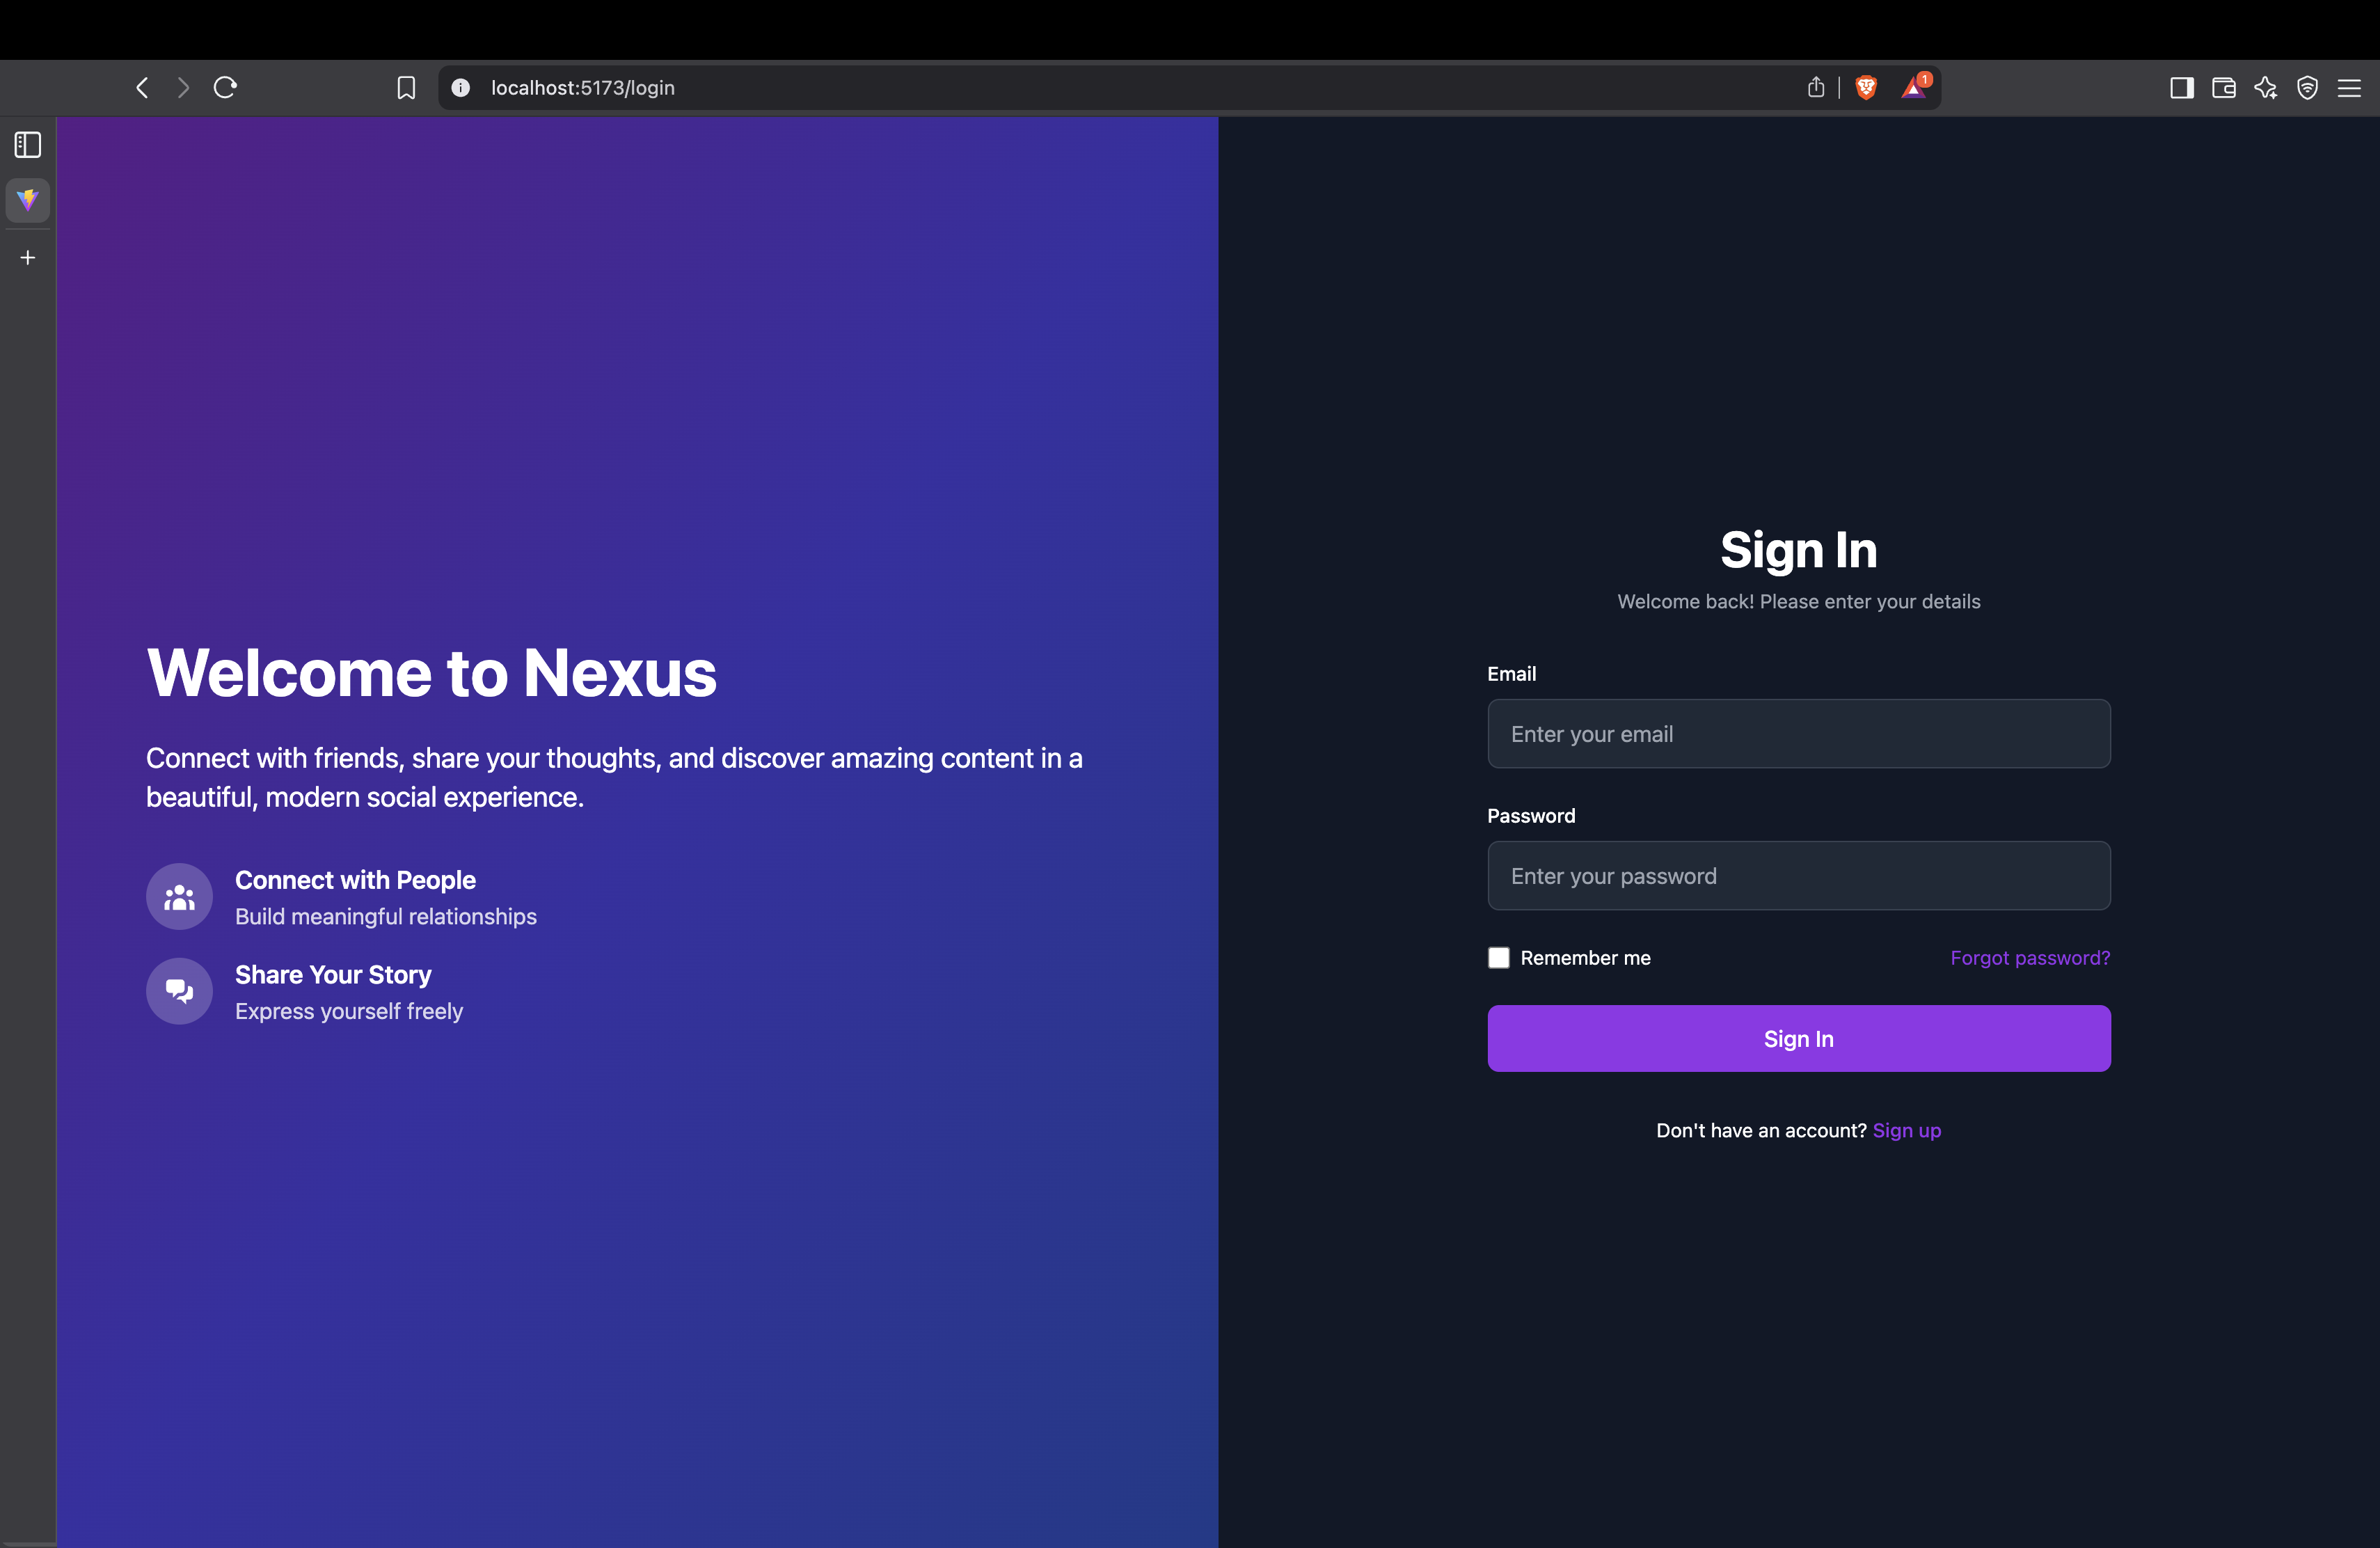 localhost:5173/login
1
Welcome to Nexus
Connect with friends, share your thoughts, and discover amazing content in a
beautiful, modern social experience.
Connect with People
Build meaningful relationships
Share Your Story
Express yourself freely
Sign In
Welcome back! Please enter your details
Email
Enter your email
Password
Enter your password
Remember me
Forgot password?
Sign In
Don't have an account? Sign up